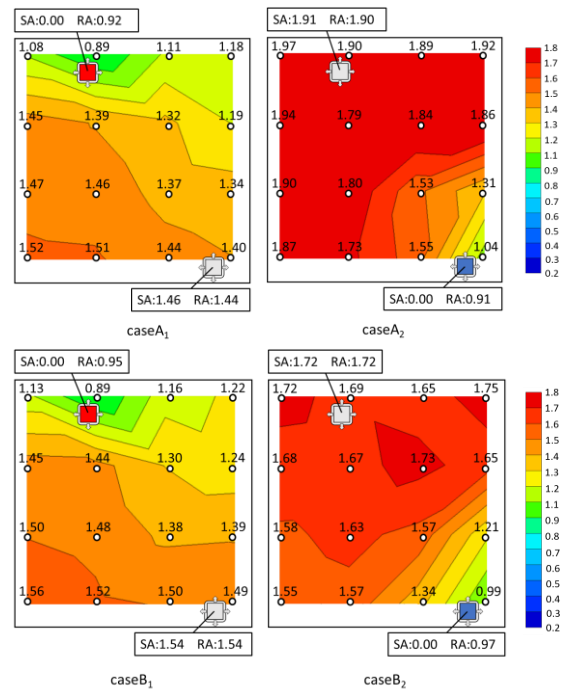 SA:0.00 RA:0.92
SA:1.91 RA:1.90
1.08 0.89 1.11 1.18
1.97 1.90 1.89 1.92
1.45 1.39 1.32 1.19
1.94 1.79 1.84 1.86
1.47 1.46 1.37 1.34
1.90 1.80 1.53 1.31
1.52 1.51 1.44 1.40
1.87 1.73 1.55 1.04
1.8
1.7
1.6
1.5
1.4
1.3
1.2
1.1
1.0
0.9
0.8
0.7
0.6
0.5
0.4
0.3
0.2
SA:1.46 RA:1.44
SA:0.00 RA:0.91
caseA₁
caseA₂
SA:0.00 RA:0.95
SA:1.72 RA:1.72
1.13 0.89 1.16 1.22
1.72 1.69 1.65 1.75
1.45 1.44 1.30 1.24
1.68 1.67 1.73 1.65
1.50 1.48 1.38 1.39
1.58 1.63 1.57 1.21
1.56 1.52 1.50 1.49
1.55 1.57 1.34 0.99
1.8
1.7
1.6
1.5
1.4
1.3
1.2
1.1
1.0
0.9
0.8
0.7
0.6
0.5
0.4
0.3
0.2
SA:1.54 RA:1.54
SA:0.00 RA:0.97
caseB₁
caseB₂